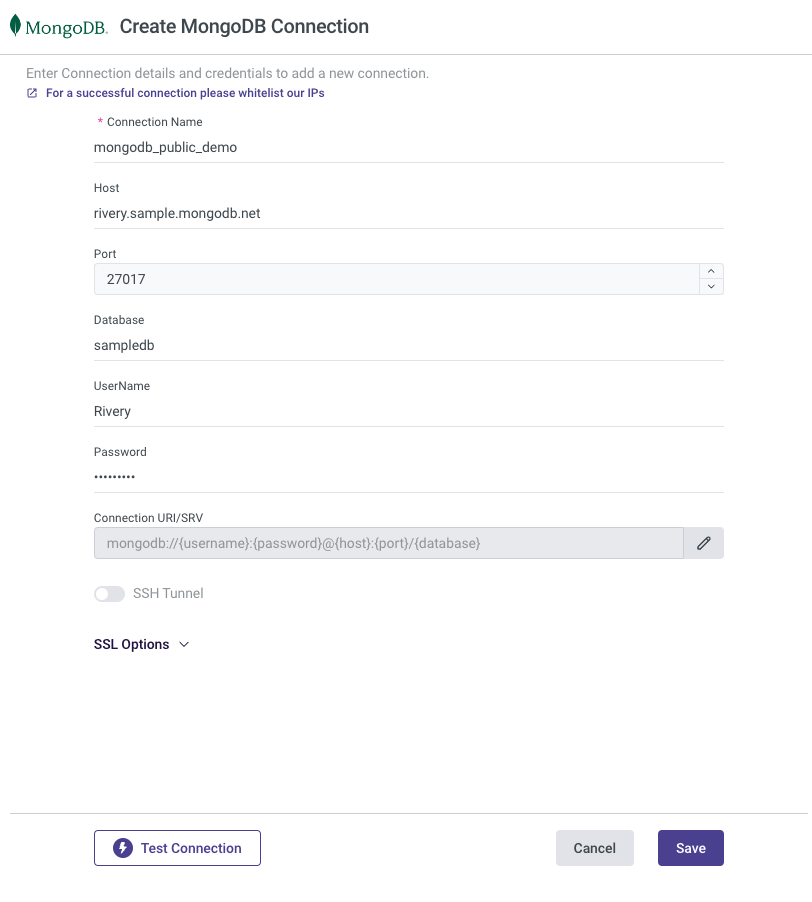 MongoDB. Create MongoDB Connection
Enter Connection details and credentials to add a new connection.
For a successful connection please whitelist our IPs
* Connection Name
mongodb_public_demo
Host
rivery.sample.mongodb.net
Port
27017
Database
sampledb
UserName
Rivery
Password
•••••••••
Connection URI/SRV
mongodb://{username}:{password}@{host}:{port}/{database}
SSH Tunnel
SSL Options
Test Connection Cancel Save